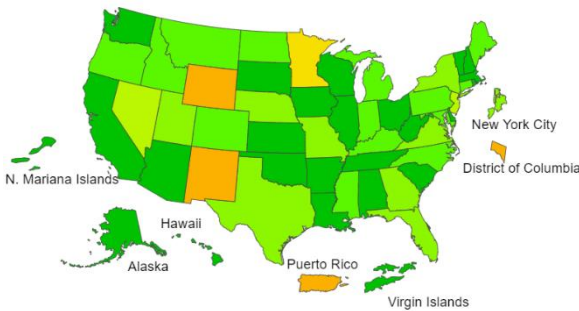 New York City
District of Columbia
N. Mariana Islands
Hawaii
Alaska
Puerto Rico
Virgin Islands